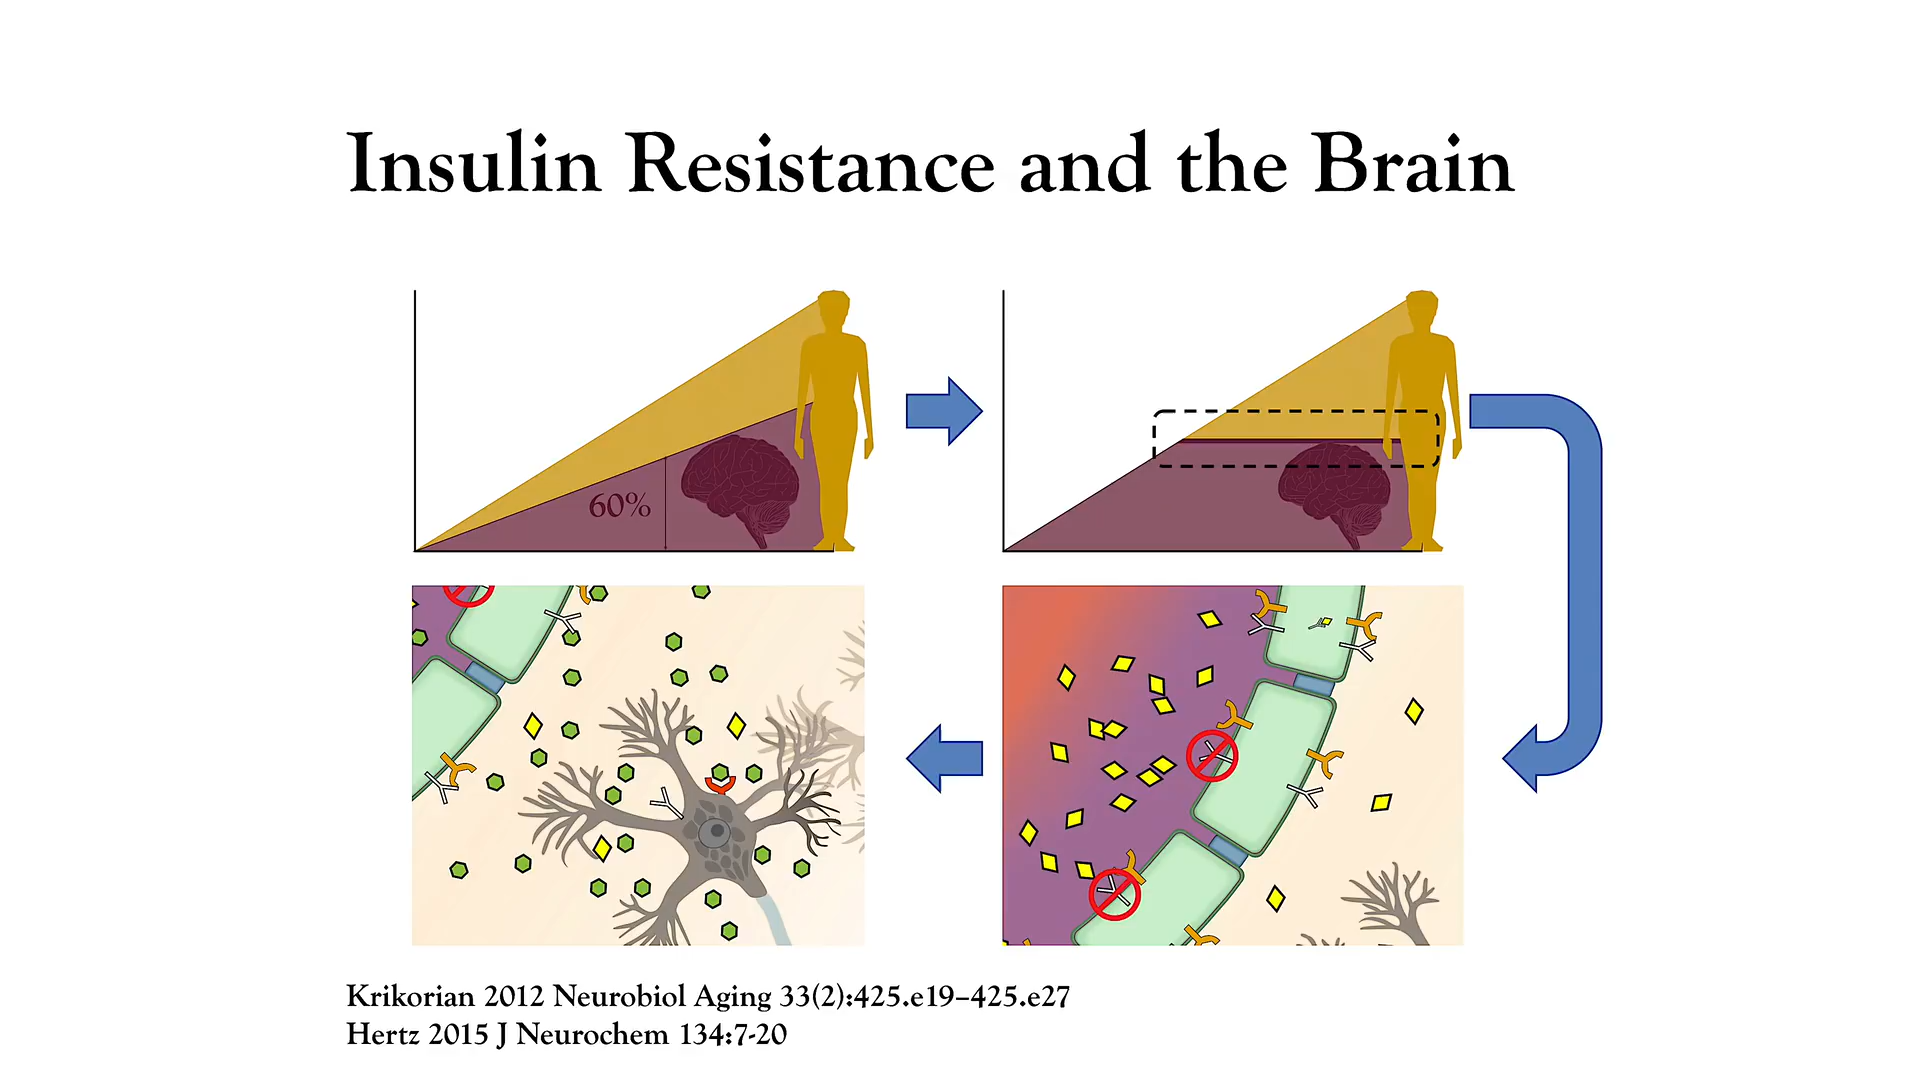 Insulin Resistance and the Brain
60%
Krikorian 2012 Neurobiol Aging 33(2):425.e19–425.e27
Hertz 2015 J Neurochem 134:7-20